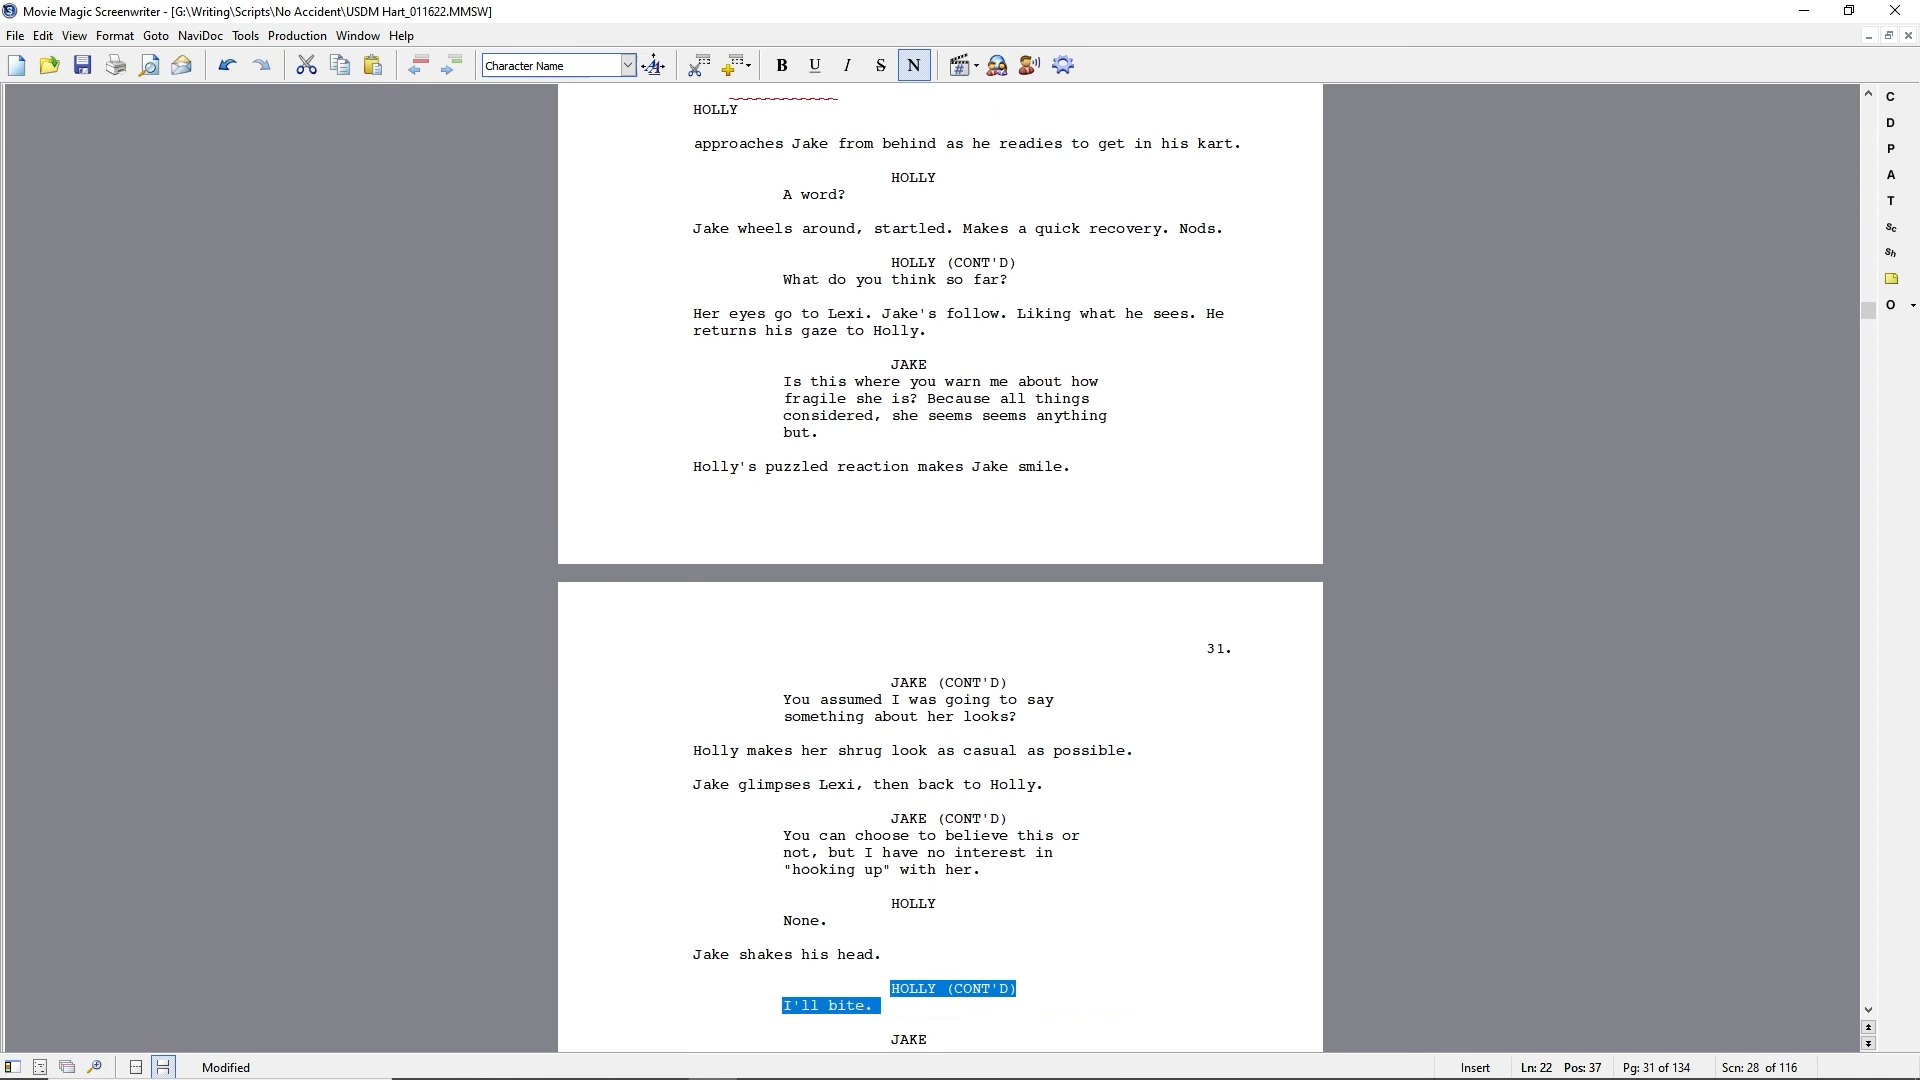 Movie Magic Screenwriter - [G:\Writing\Scripts\No Accident\USDM Hart_011622.MMSW]
File Edit View Format Goto NaviDoc Tools Production Window Help
Character Name
A
B U I S N
#
HOLLY
approaches Jake from behind as he readies to get in his kart.
HOLLY
A word?
Jake wheels around, startled. Makes a quick recovery. Nods.
HOLLY (CONT'D)
What do you think so far?
Her eyes go to Lexi. Jake's follow. Liking what he sees. He
returns his gaze to Holly.
JAKE
Is this where you warn me about how
fragile she is? Because all things
considered, she seems seems anything
but.
Holly's puzzled reaction makes Jake smile.
31.
JAKE (CONT'D)
You assumed I was going to say
something about her looks?
Holly makes her shrug look as casual as possible.
Jake glimpses Lexi, then back to Holly.
JAKE (CONT'D)
You can choose to believe this or
not, but I have no interest in
"hooking up" with her.
HOLLY
None.
Jake shakes his head.
HOLLY (CONT'D)
I'll bite.
JAKE
C
D
P
A
T
Sc
Sh
O
Modified
Insert Ln: 22 Pos: 37 Pg: 31 of 134 Scn: 28 of 116